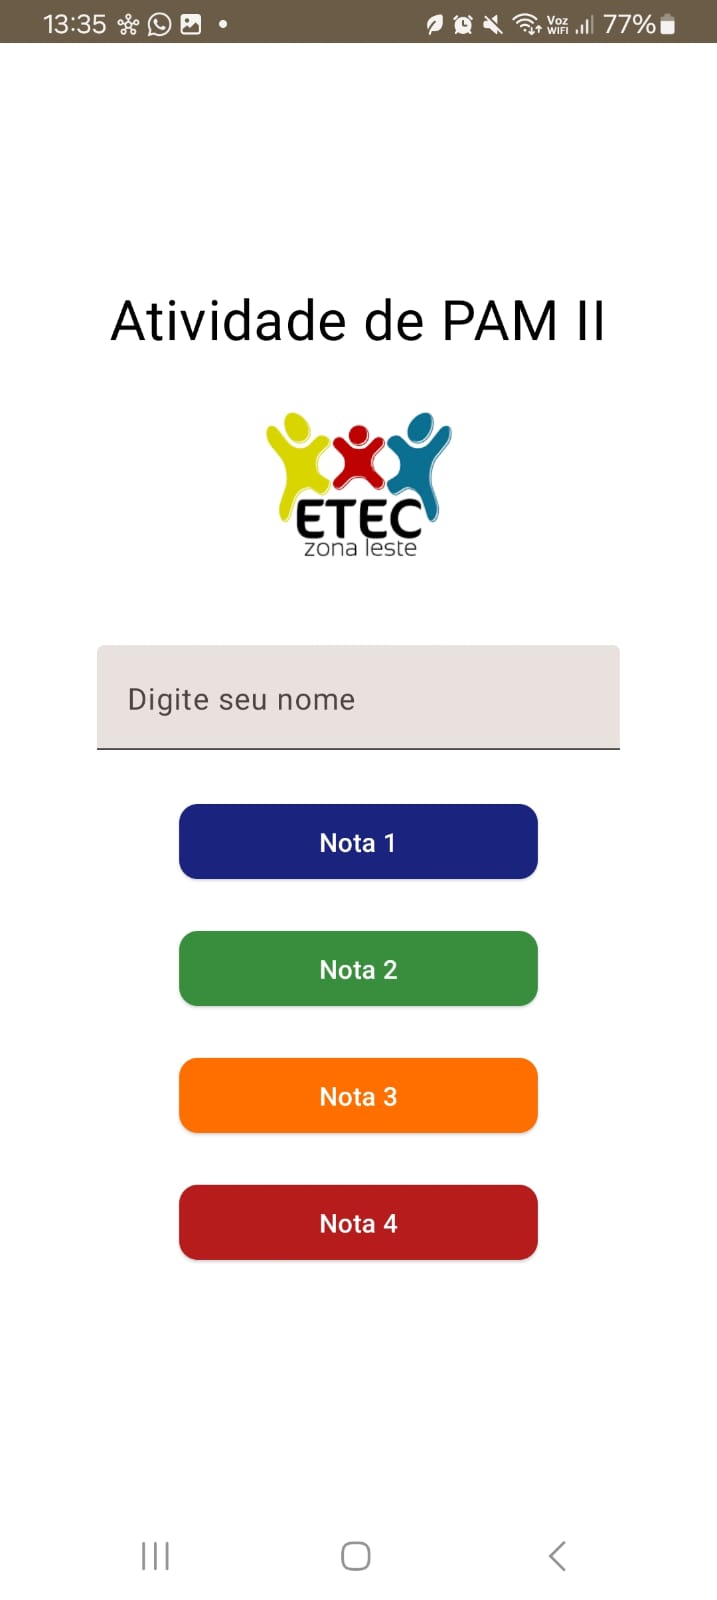 13:35 Voz WiFi 77%
Atividade de PAM II
ETEC
zona leste
Digite seu nome
Nota 1
Nota 2
Nota 3
Nota 4